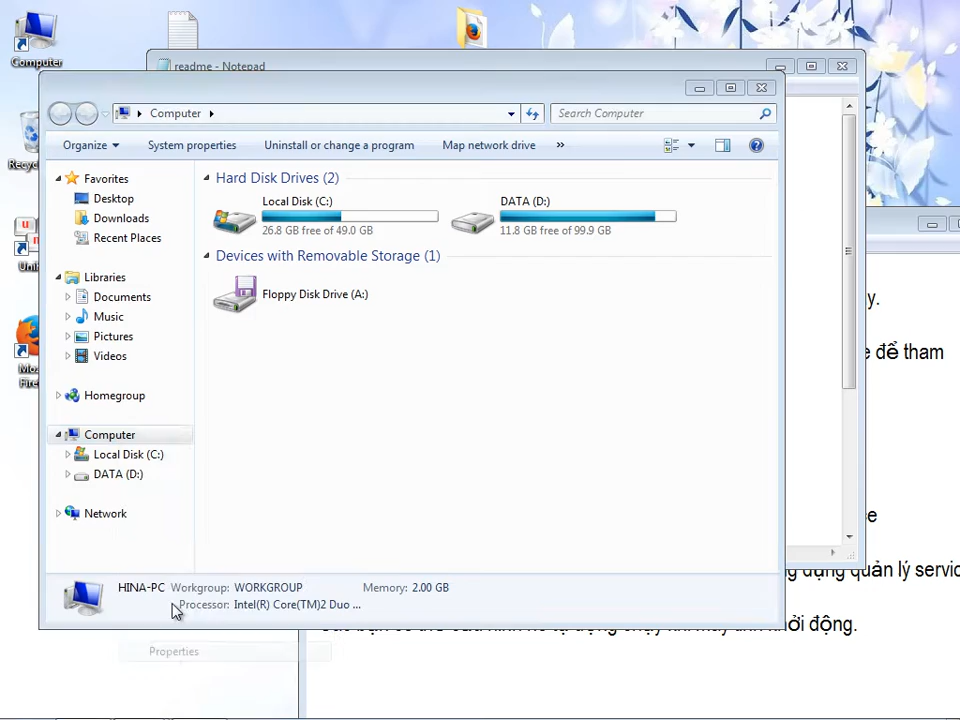 Computer
readme - Notepad
Computer
Search Computer
Organize
System properties
Uninstall or change a program
Map network drive
»
Favorites
Desktop
Downloads
Recent Places
Libraries
Documents
Music
Pictures
Videos
Homegroup
Computer
Local Disk (C:)
DATA (D:)
Network
Hard Disk Drives (2)
Local Disk (C:)
26.8 GB free of 49.0 GB
DATA (D:)
11.8 GB free of 99.9 GB
Devices with Removable Storage (1)
Floppy Disk Drive (A:)
HINA-PC Workgroup: WORKGROUP Memory: 2.00 GB
Processor: Intel(R) Core(TM)2 Duo ...
Properties
để tham
dụng quản lý servic
khởi động.